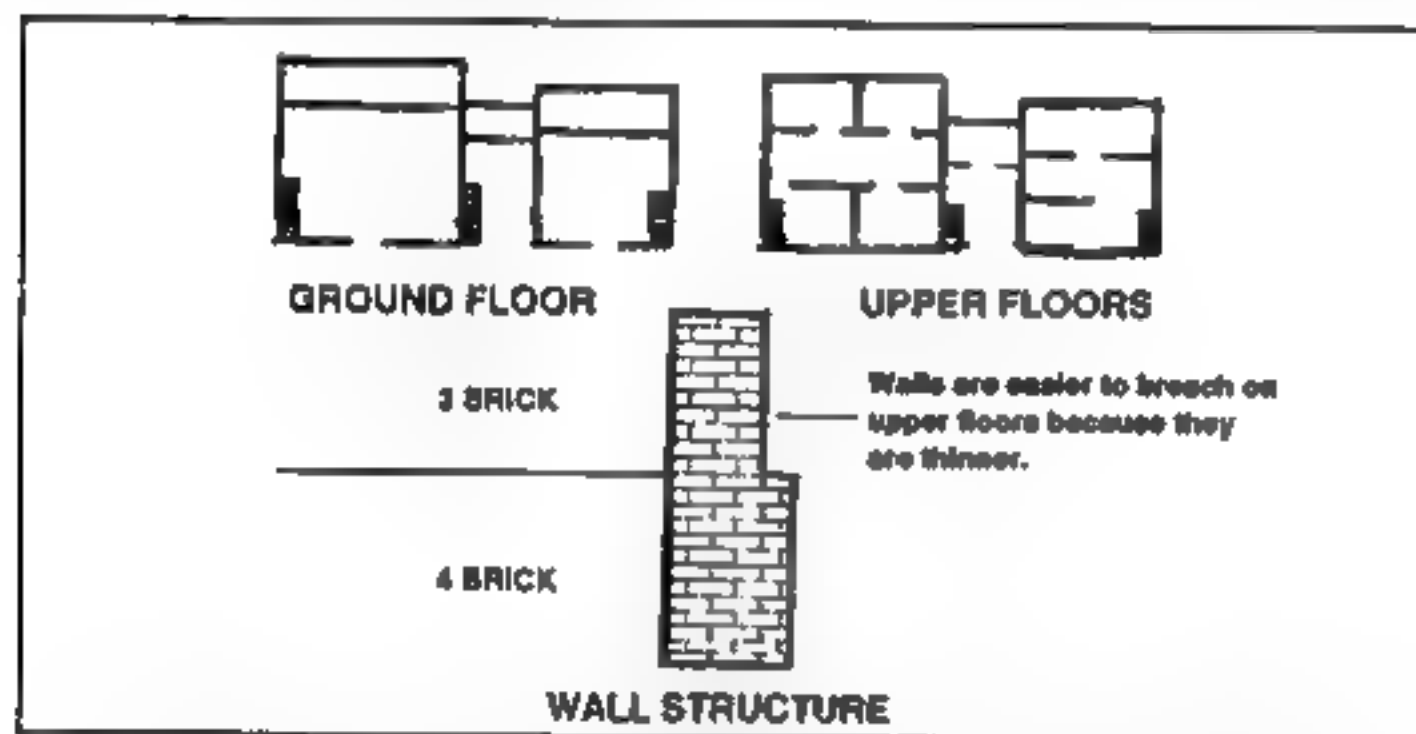 GROUND FLOOR
UPPER FLOORS
3 BRICK
Walls are easier to breach on
upper floors because they
are thinner.
4 BRICK
WALL STRUCTURE